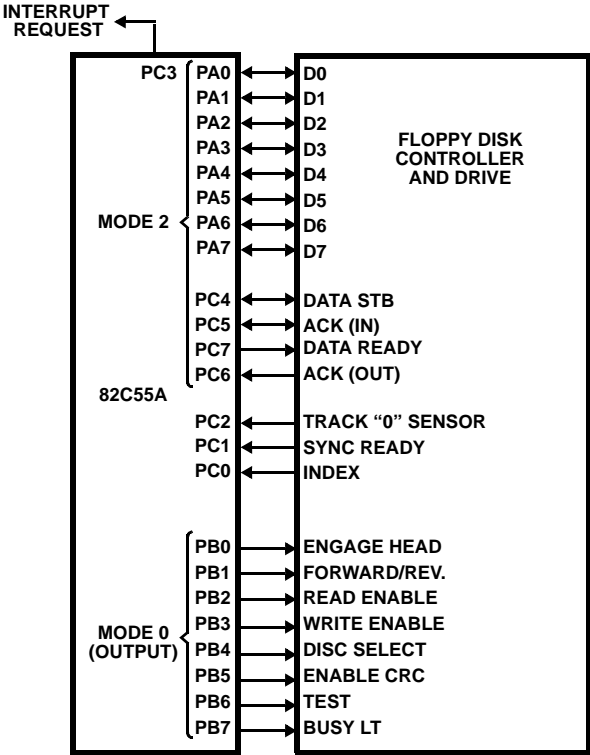 INTERRUPT
REQUEST
PC3 PA0 D0
PA1 D1
PA2 D2
PA3 D3
PA4 D4
PA5 D5
MODE 2 PA6 D6
PA7 D7
FLOPPY DISK
CONTROLLER
AND DRIVE
PC4 DATA STB
PC5 ACK (IN)
PC7 DATA READY
PC6 ACK (OUT)
82C55A
PC2 TRACK “0” SENSOR
PC1 SYNC READY
PC0 INDEX
PB0 ENGAGE HEAD
PB1 FORWARD/REV.
PB2 READ ENABLE
PB3 WRITE ENABLE
MODE 0
(OUTPUT)
PB4 DISC SELECT
PB5 ENABLE CRC
PB6 TEST
PB7 BUSY LT